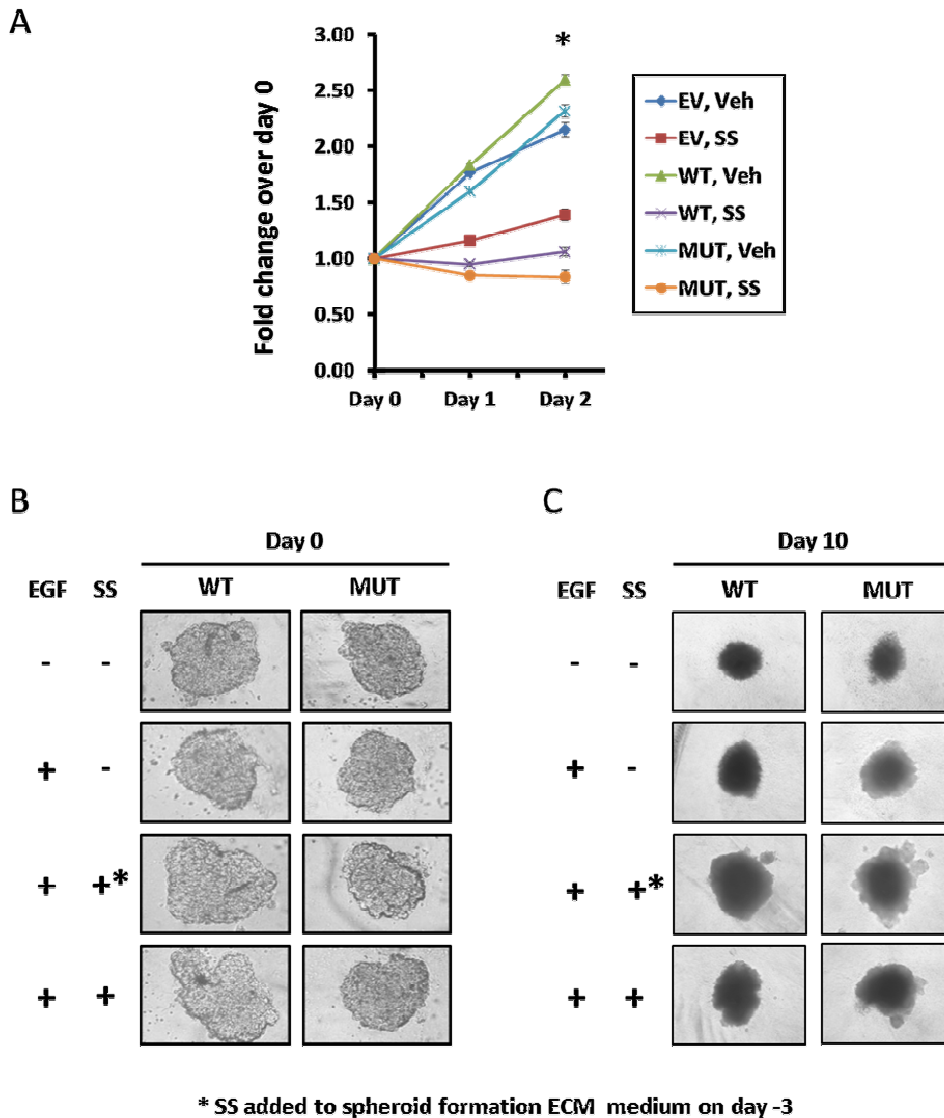 A
Fold change over day 0
3.00
2.50
2.00
1.50
1.00
0.50
0.00
*
Day 0 Day 1 Day 2
EV, Veh
EV, SS
WT, Veh
WT, SS
MUT, Veh
MUT, SS
B
Day 0
EGF SS WT MUT
- -
+ -
+ +*
+ +
C
Day 10
EGF SS WT MUT
- -
+ -
+ +*
+ +
* SS added to spheroid formation ECM medium on day -3